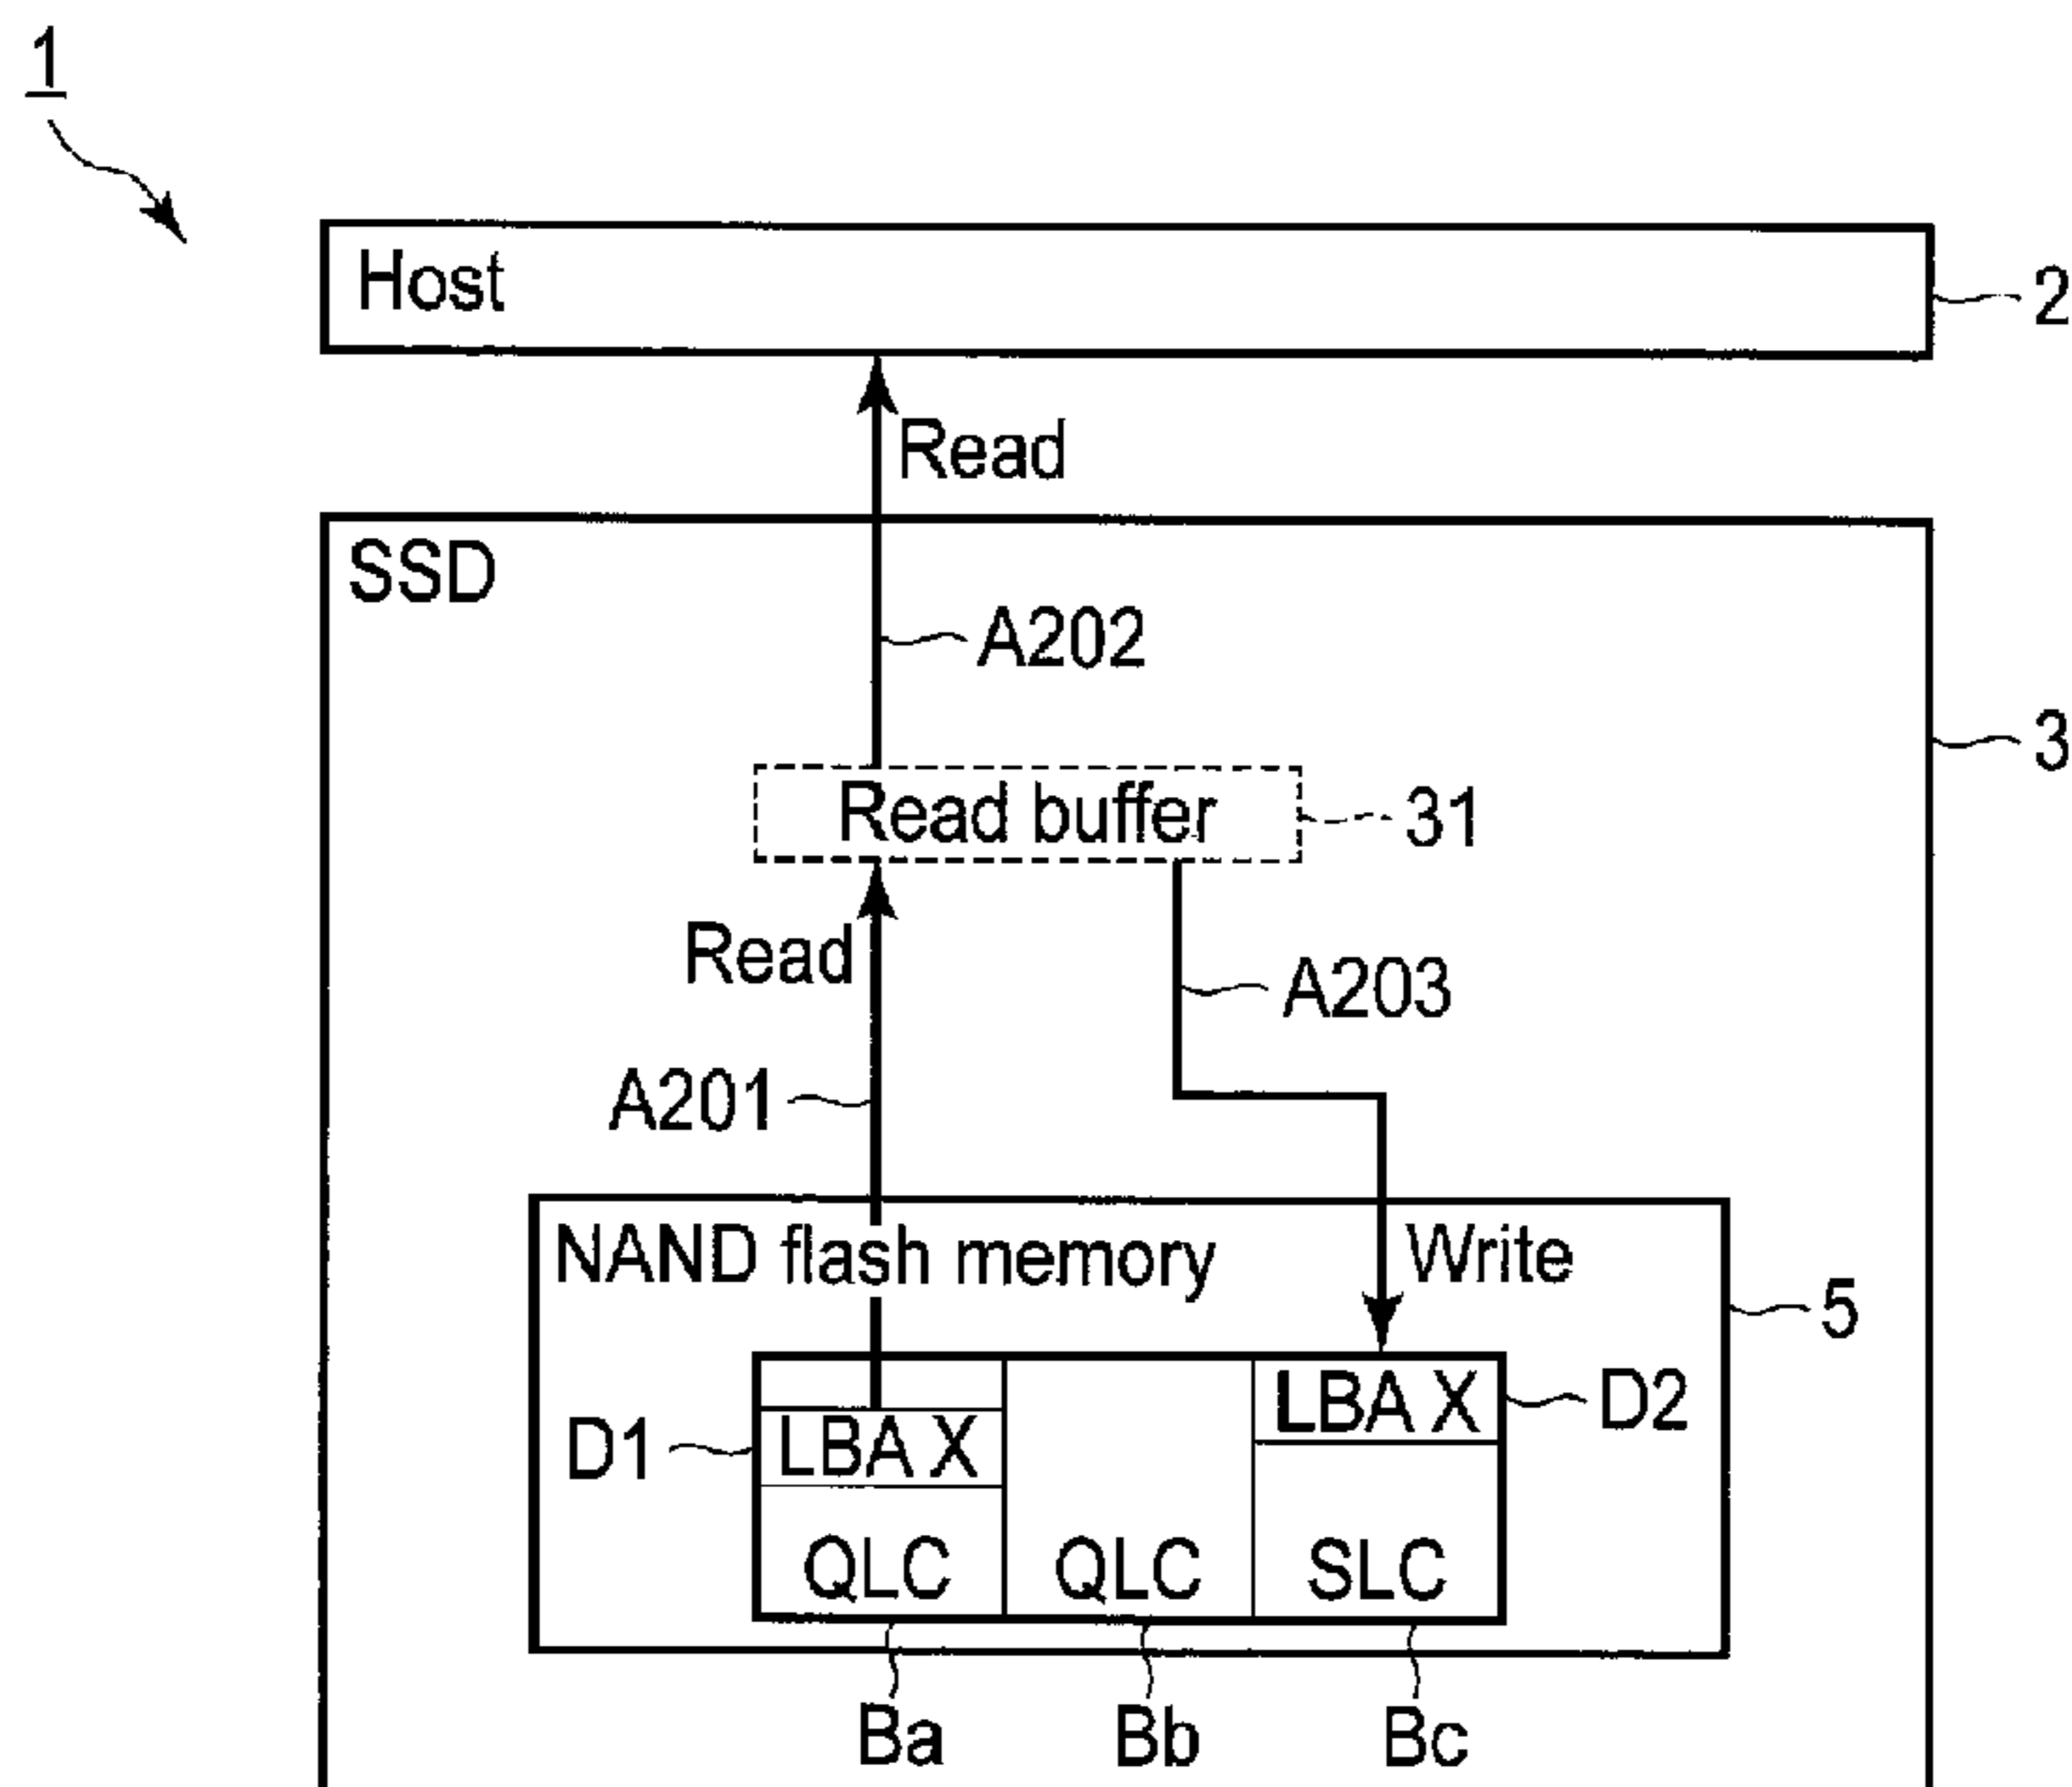 1
Host
2
Read
SSD
A202
3
Read buffer
31
Read
A203
A201
NAND flash memory
Write
5
D1
LBA X
LBA X
D2
QLC
QLC
SLC
Ba
Bb
Bc